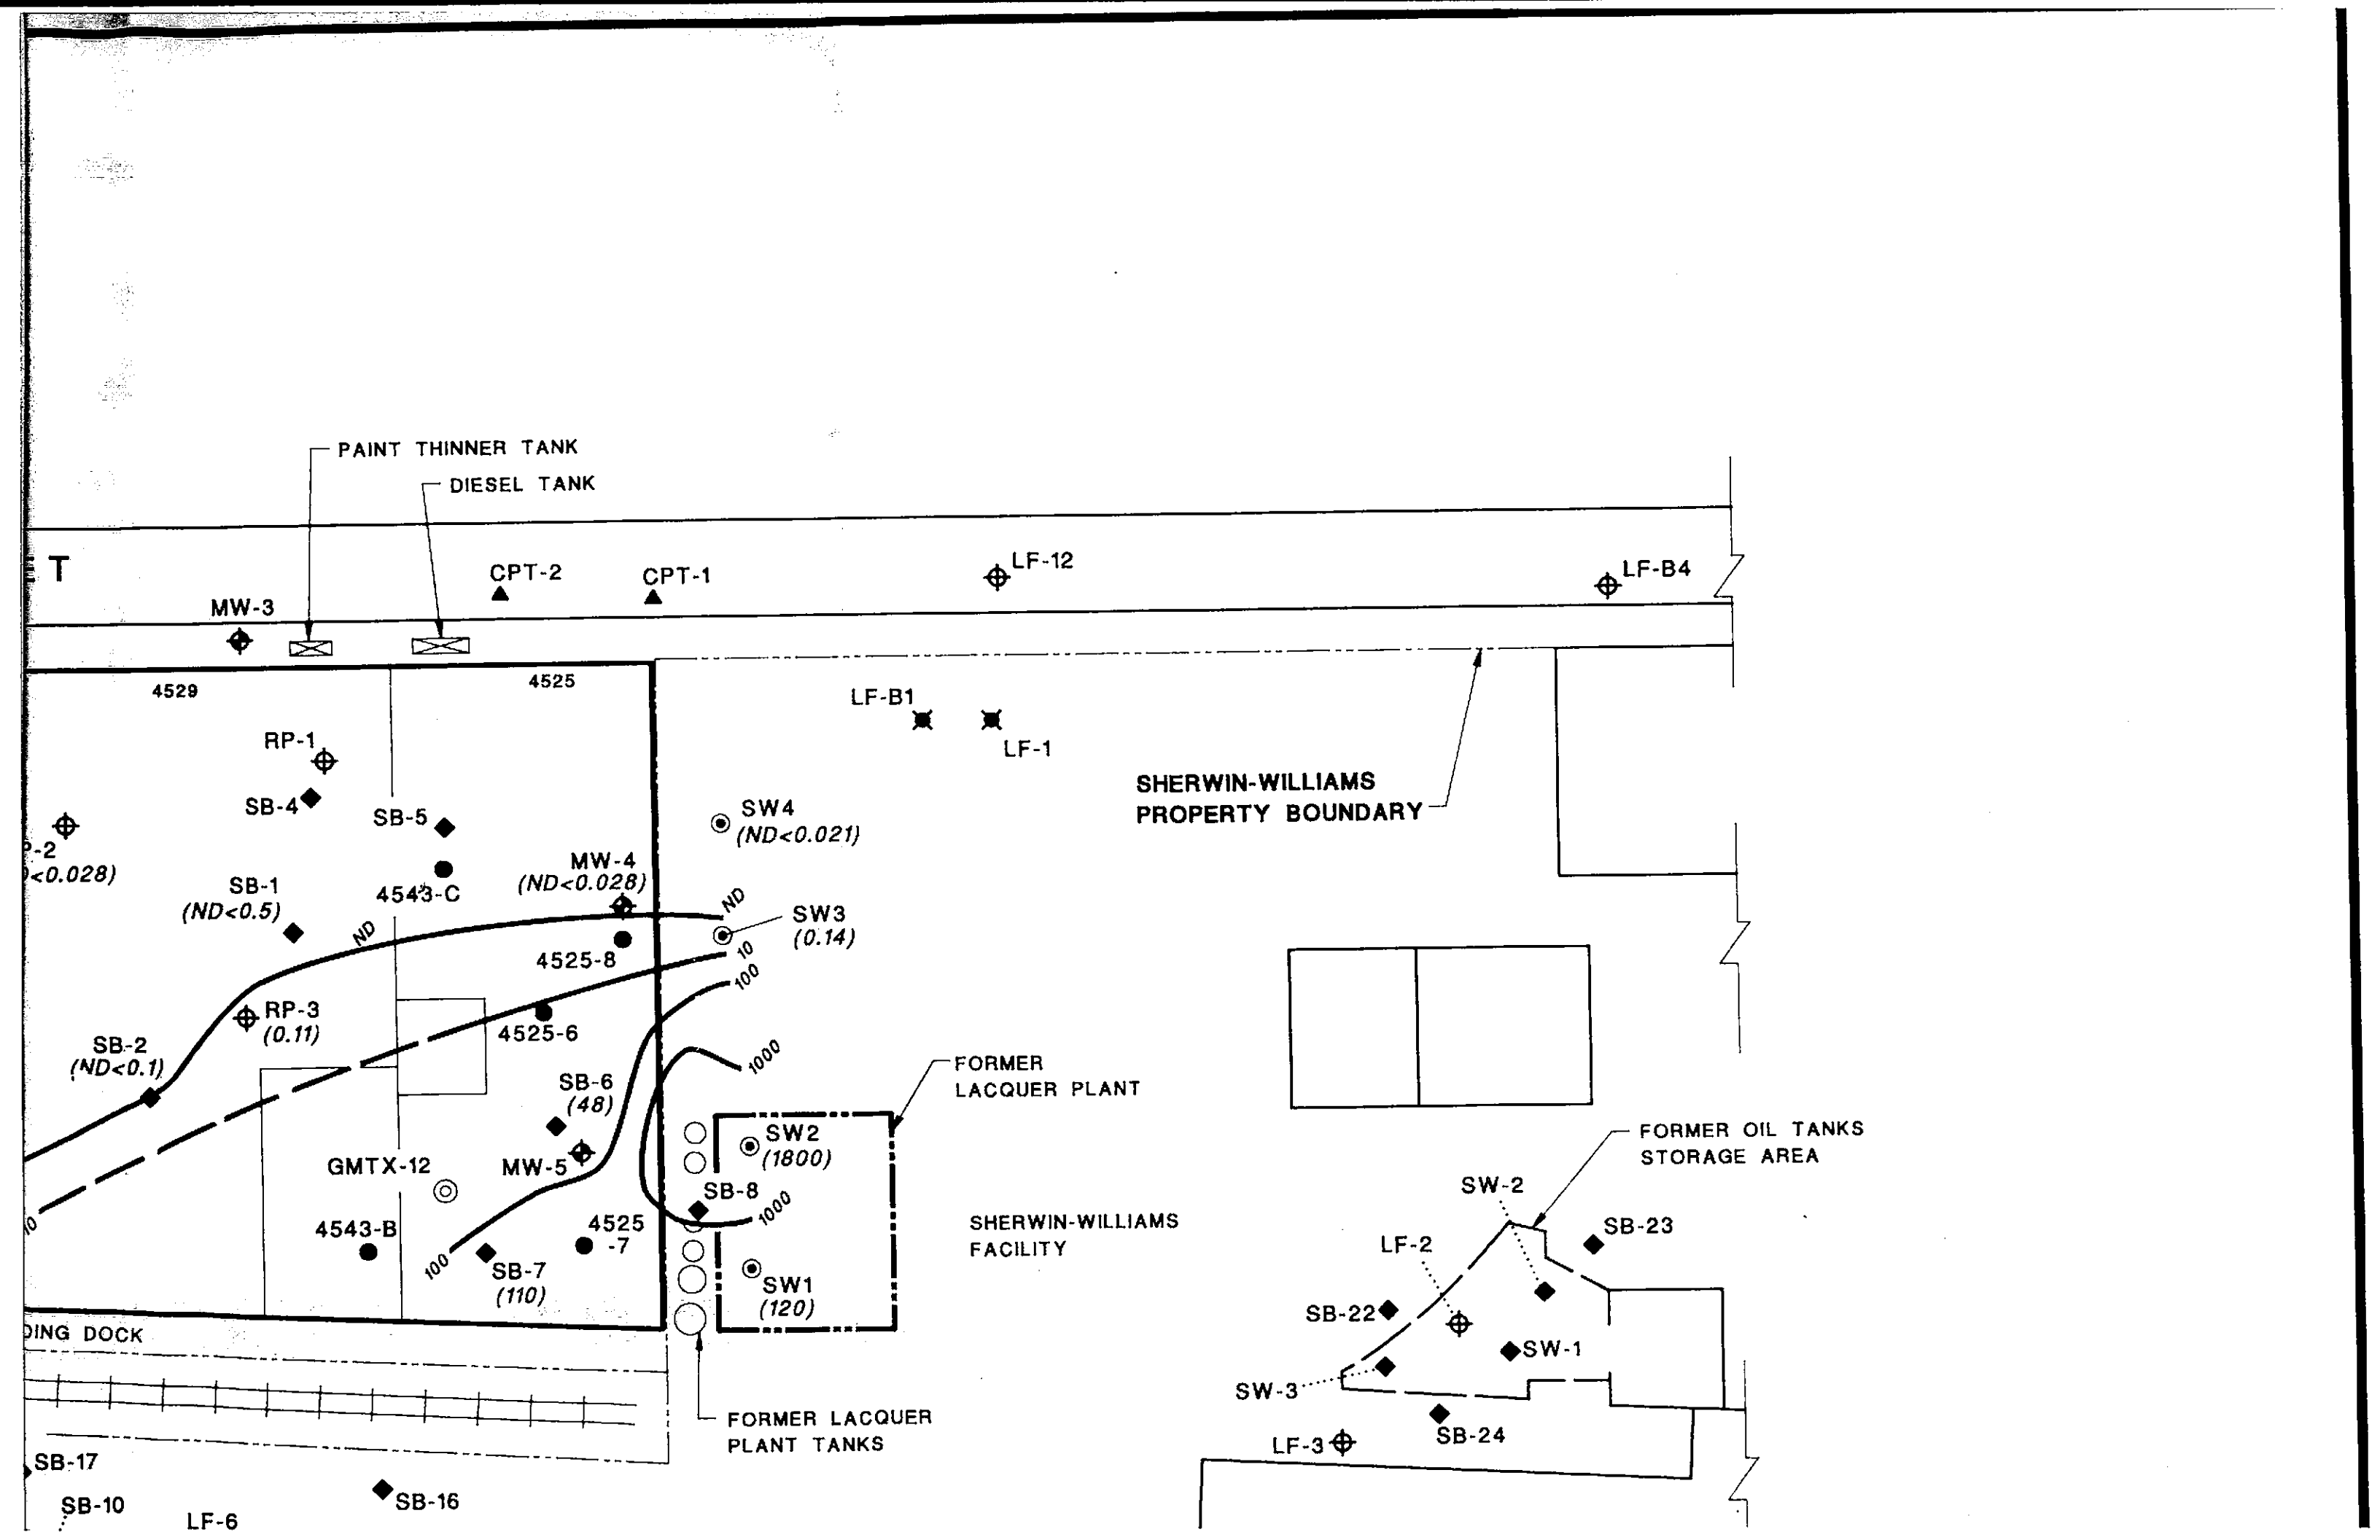 PAINT THINNER TANK
DIESEL TANK
T
MW-3
CPT-2
CPT-1
LF-12
LF-B4
4529
4525
LF-B1
LF-1
RP-1
SB-4
SB-5
SHERWIN-WILLIAMS
PROPERTY BOUNDARY
SW4
(ND<0.021)
-2
<0.028)
4543-C
MW-4
(ND<0.028)
SB-1
(ND<0.5)
ND
ND
SW3
(0.14)
4525-8
10
100
RP-3
(0.11)
4525-6
SB-2
(ND<0.1)
1000
FORMER
LACQUER PLANT
SB-6
(48)
SW2
(1800)
FORMER OIL TANKS
STORAGE AREA
GMTX-12
MW-5
SB-8
1000
SW-2
10
4543-B
4525
-7
SHERWIN-WILLIAMS
FACILITY
SB-23
LF-2
100
SB-7
(110)
SW1
(120)
SB-22
DING DOCK
SW-1
SW-3
FORMER LACQUER
PLANT TANKS
SB-24
LF-3
SB-17
SB-10
SB-16
LF-6